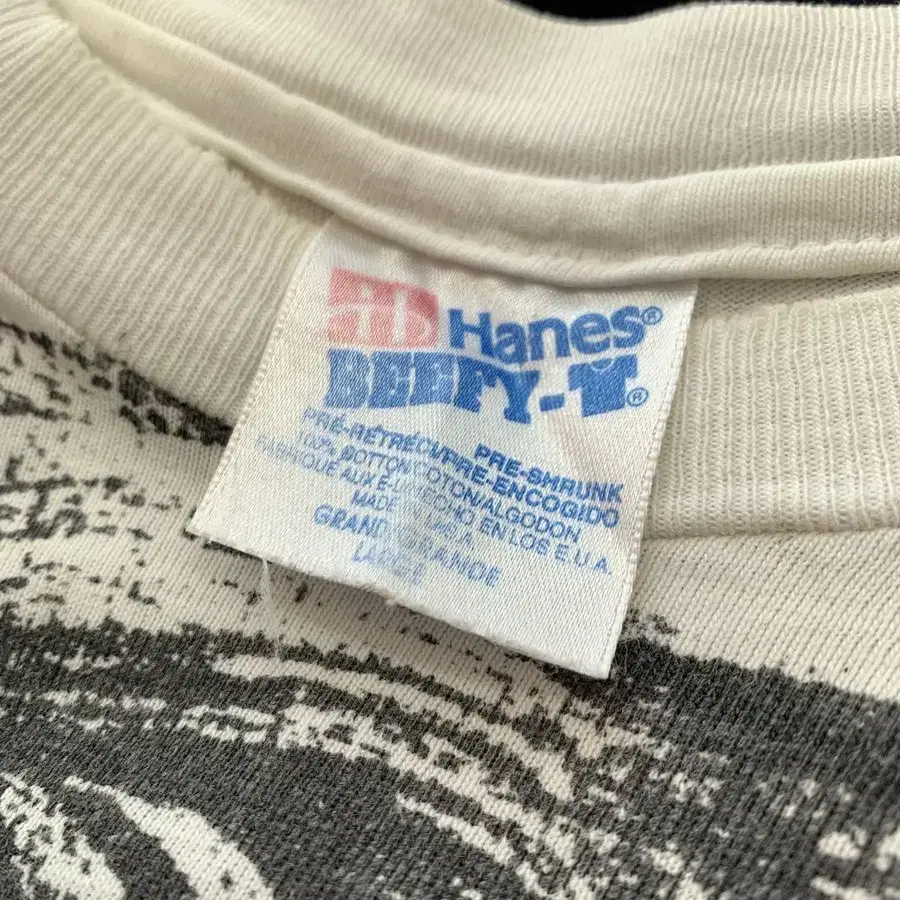 Hanes®
BEEFY-T®
PRE-SHRUNK
PRÉ-RÉTRÉCI/PRE-ENCOGIDO
100% COTTON/COTON/ALGODON
FABRIQUÉ AUX É.-U./HECHO EN LOS E.U.A.
MADE IN U.S.A.
GRAND/GRANDE
LARGE